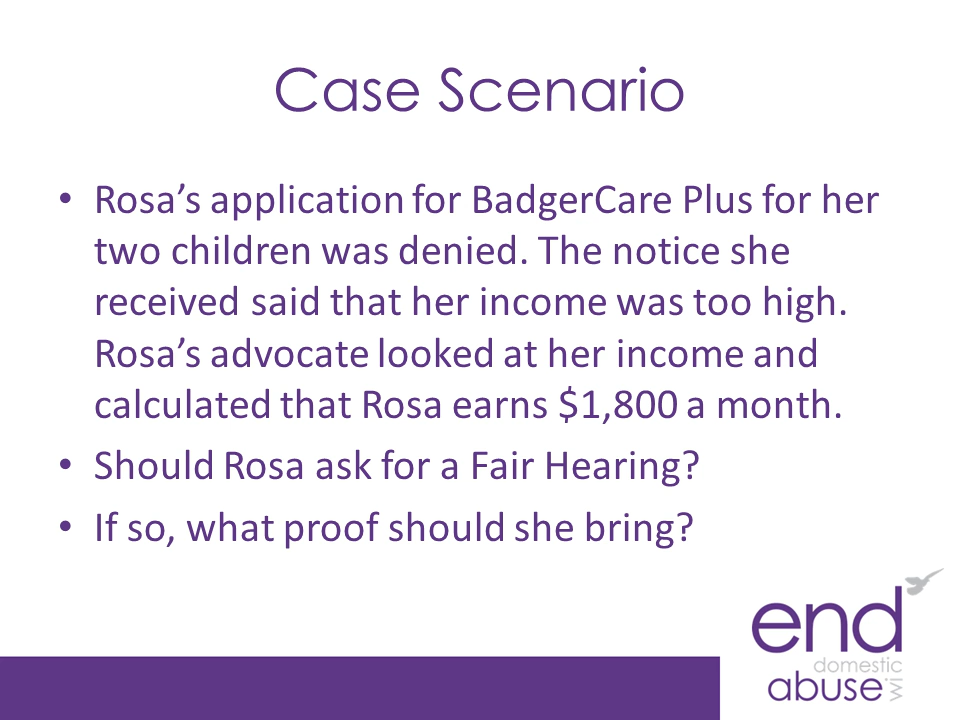 Case Scenario
• Rosa’s application for BadgerCare Plus for her
two children was denied. The notice she
received said that her income was too high.
Rosa’s advocate looked at her income and
calculated that Rosa earns $1,800 a month.
• Should Rosa ask for a Fair Hearing?
• If so, what proof should she bring?
end
domestic
abuse
wi